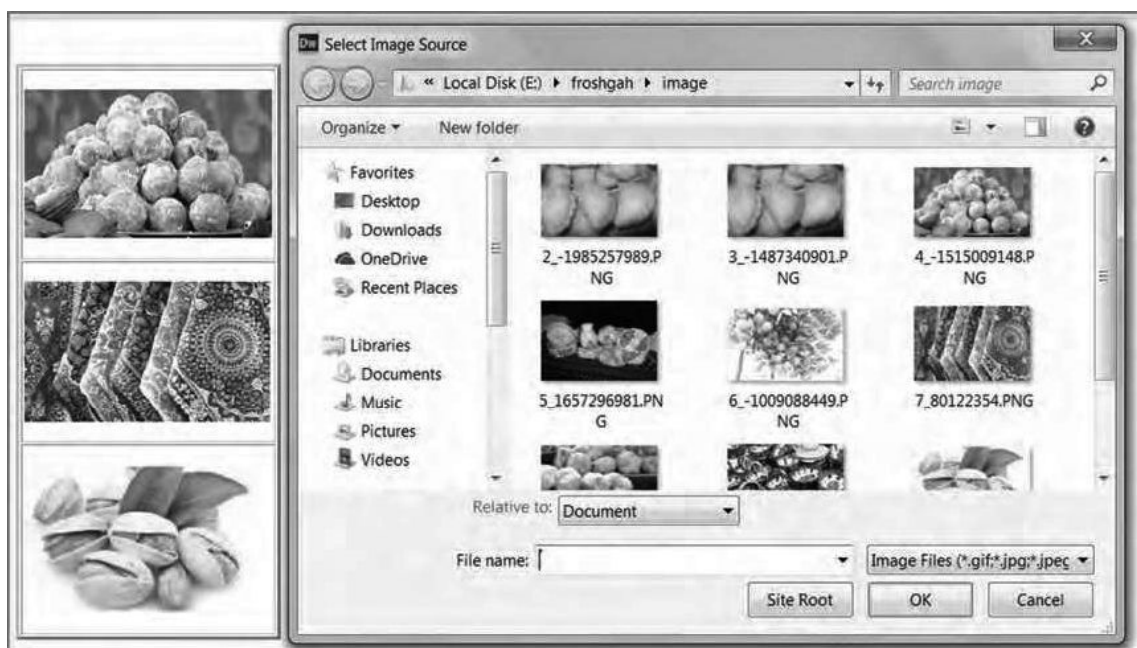 Dw Select Image Source
« Local Disk (E:) froshgah image
Search image
Organize New folder
Favorites
Desktop
Downloads
OneDrive
Recent Places
Libraries
Documents
Music
Pictures
Videos
2_-1985257989.P
NG
3_-1487340901.P
NG
4_-1515009148.P
NG
5_1657296981.PN
G
6_-1009088449.P
NG
7_80122354.PNG
Relative to: Document
File name:
Image Files (*.gif;*.jpg;*.jpeg
Site Root OK Cancel